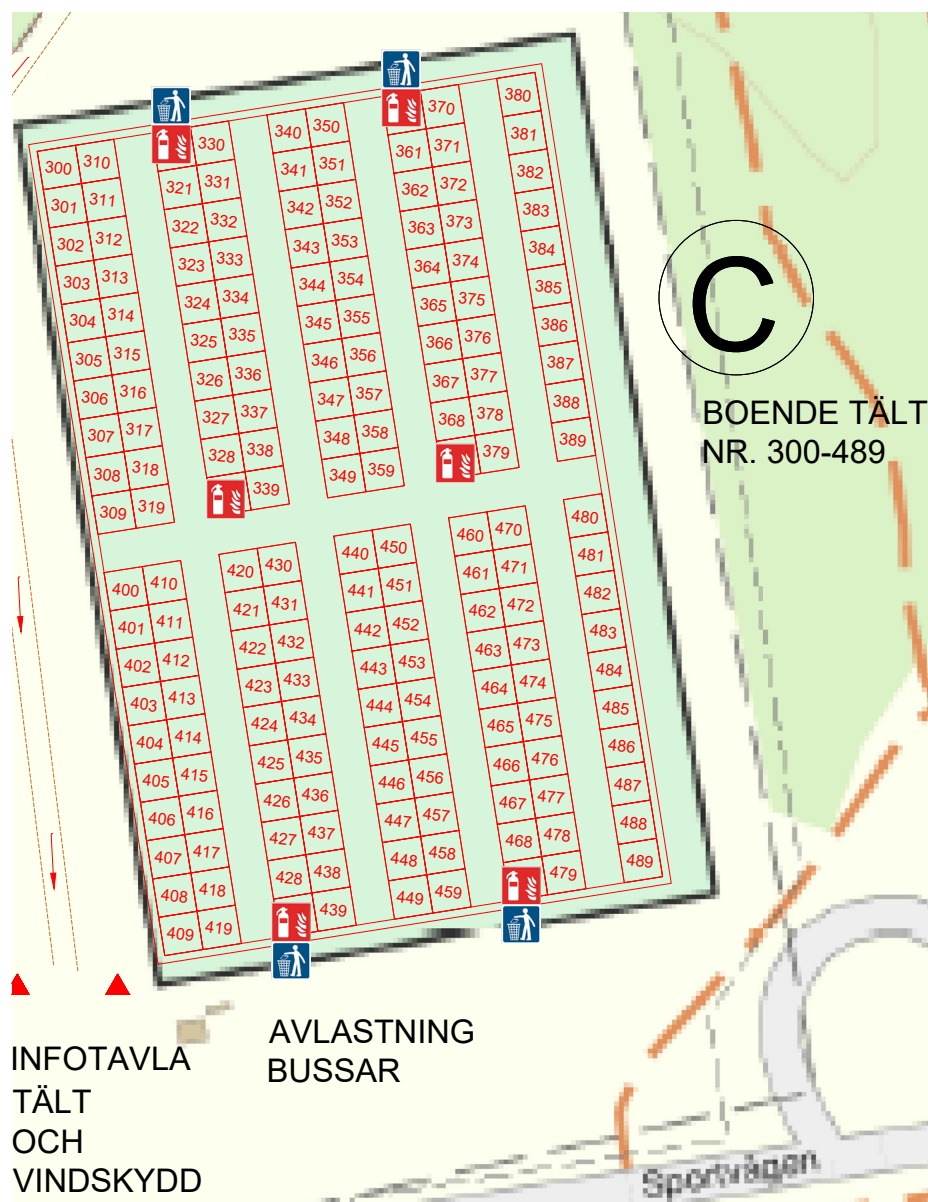 300 310 330 340 350 370 380
301 311 321 331 341 351 361 371 381
302 312 322 332 342 352 362 372 382
303 313 323 333 343 353 363 373 383
304 314 324 334 344 354 364 374 384
305 315 325 335 345 355 365 375 385
306 316 326 336 346 356 366 376 386
307 317 327 337 347 357 367 377 387
308 318 328 338 348 358 368 378 388
309 319 339 349 359 379 389
C
BOENDE TÄLT
NR. 300-489
400 410 420 430 440 450 460 470 480
401 411 421 431 441 451 461 471 481
402 412 422 432 442 452 462 472 482
403 413 423 433 443 453 463 473 483
404 414 424 434 444 454 464 474 484
405 415 425 435 445 455 465 475 485
406 416 426 436 446 456 466 476 486
407 417 427 437 447 457 467 477 487
408 418 428 438 448 458 468 478 488
409 419 439 449 459 479 489
INFOTAVLA
TÄLT
OCH
VINDSKYDD
AVLASTNING
BUSSAR
Sportvägen